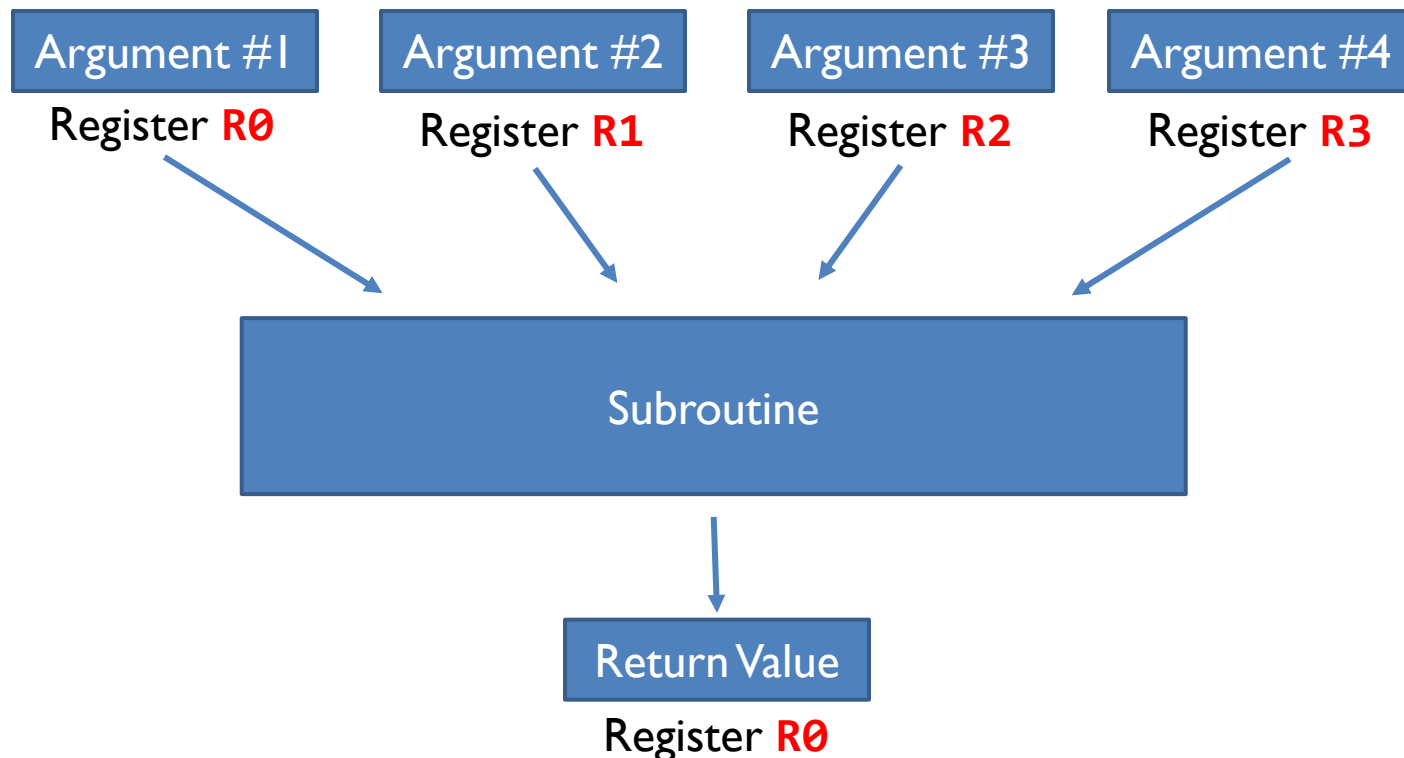 Argument #1 Argument #2 Argument #3 Argument #4
Register R0 Register R1 Register R2 Register R3
Subroutine
Return Value
Register R0